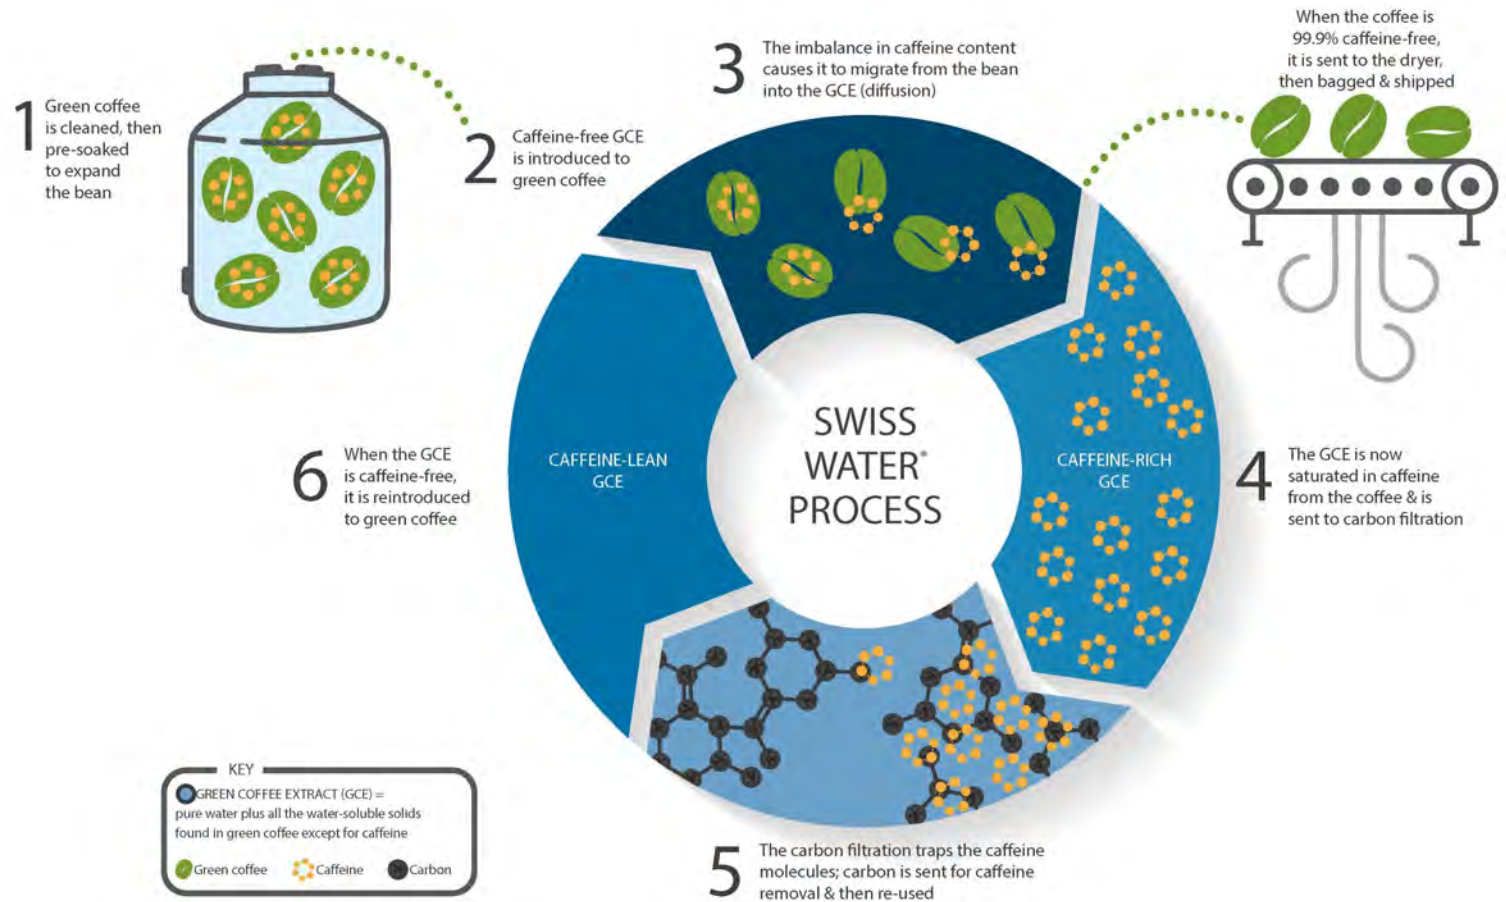 1
Green coffee
is cleaned, then
pre-soaked
to expand
the bean
2
Caffeine-free GCE
is introduced to
green coffee
3
The imbalance in caffeine content
causes it to migrate from the bean
into the GCE (diffusion)
When the coffee is
99.9% caffeine-free,
it is sent to the dryer,
then bagged & shipped
SWISS
WATER®
PROCESS
CAFFEINE-RICH
GCE
4
The GCE is now
saturated in caffeine
from the coffee & is
sent to carbon filtration
5
The carbon filtration traps the caffeine
molecules; carbon is sent for caffeine
removal & then re-used
6
When the GCE
is caffeine-free,
it is reintroduced
to green coffee
CAFFEINE-LEAN
GCE
KEY
GREEN COFFEE EXTRACT (GCE) =
pure water plus all the water-soluble solids
found in green coffee except for caffeine
Green coffee
Caffeine
Carbon